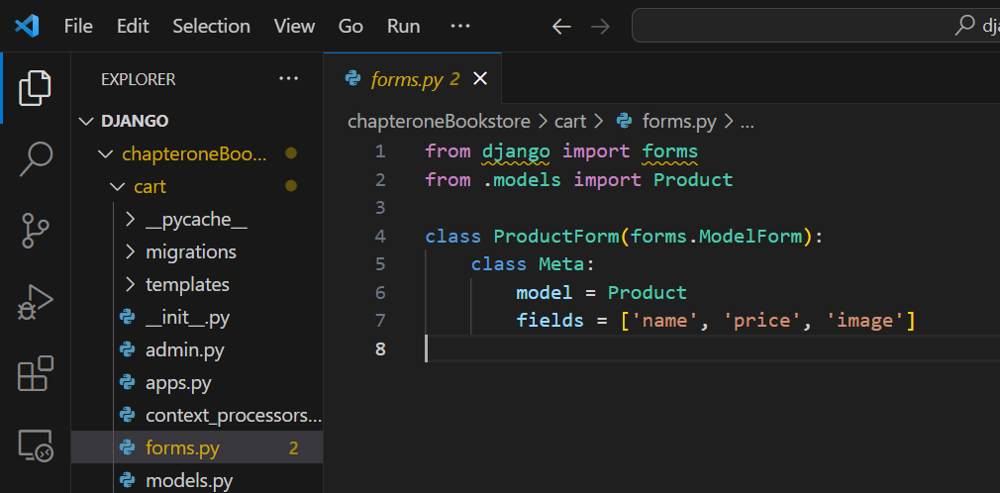 File Edit Selection View Go Run ...
EXPLORER ...
forms.py 2
DJANGO
chapteroneBookstore > cart > forms.py > ...
chapteroneBoo...
cart
__pycache__
migrations
templates
__init__.py
admin.py
apps.py
context_processors...
forms.py 2
models.py
1 from django import forms
2 from .models import Product
3
4 class ProductForm(forms.ModelForm):
5     class Meta:
6         model = Product
7         fields = ['name', 'price', 'image']
8